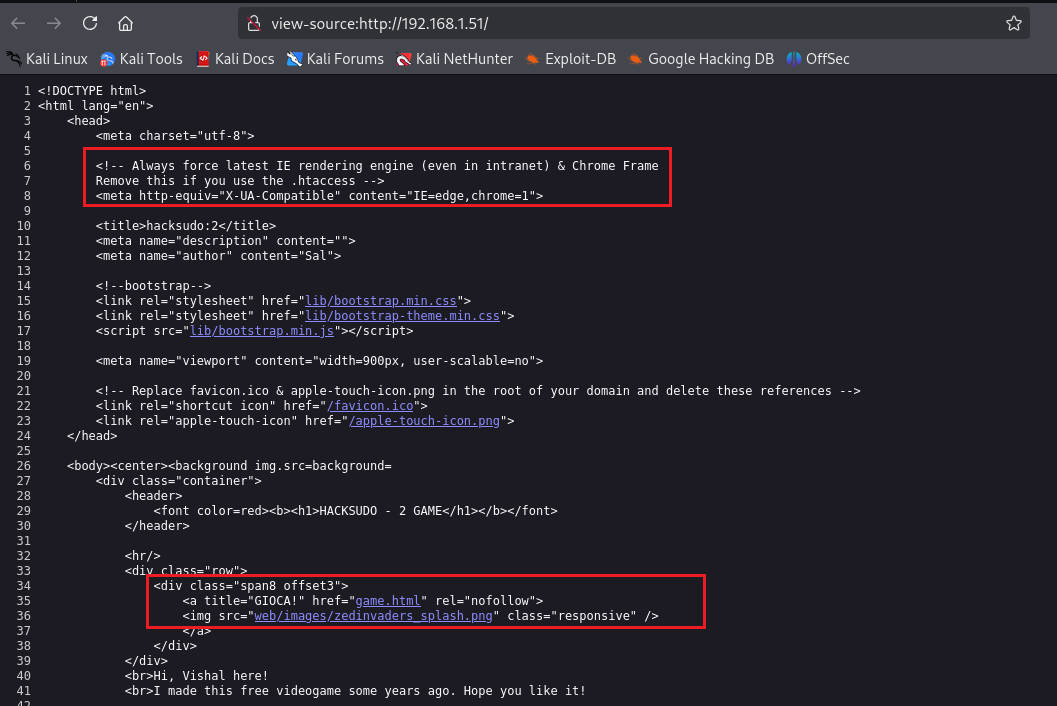 view-source:http://192.168.1.51/
Kali Linux Kali Tools Kali Docs Kali Forums Kali NetHunter Exploit-DB Google Hacking DB OffSec
1 <!DOCTYPE html>
2 <html lang="en">
3 <head>
4 <meta charset="utf-8">
5
6 <!-- Always force latest IE rendering engine (even in intranet) & Chrome Frame
7 Remove this if you use the .htaccess -->
8 <meta http-equiv="X-UA-Compatible" content="IE=edge,chrome=1">
9
10 <title>hacksudo:2</title>
11 <meta name="description" content="">
12 <meta name="author" content="Sal">
13
14 <!--bootstrap-->
15 <link rel="stylesheet" href="lib/bootstrap.min.css">
16 <link rel="stylesheet" href="lib/bootstrap-theme.min.css">
17 <script src="lib/bootstrap.min.js"></script>
18
19 <meta name="viewport" content="width=900px, user-scalable=no">
20
21 <!-- Replace favicon.ico & apple-touch-icon.png in the root of your domain and delete these references -->
22 <link rel="shortcut icon" href="/favicon.ico">
23 <link rel="apple-touch-icon" href="/apple-touch-icon.png">
24 </head>
25
26 <body><center><background img.src=background=
27 <div class="container">
28 <header>
29 <font color=red><b><h1>HACKSUDO - 2 GAME</h1></b></font>
30 </header>
31
32 <hr/>
33 <div class="row">
34 <div class="span8 offset3">
35 <a title="GIOCA!" href="game.html" rel="nofollow">
36 <img src="web/images/zedinvaders_splash.png" class="responsive" />
37 </a>
38 </div>
39 </div>
40 <br>Hi, Vishal here!
41 <br>I made this free videogame some years ago. Hope you like it!
42